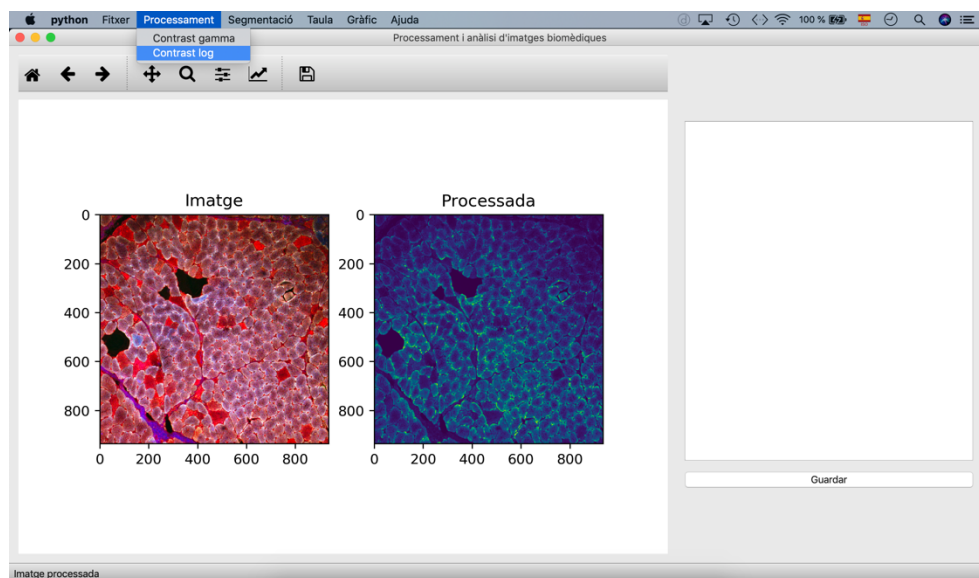 python Fitxer Processament Segmentació Taula Gràfic Ajuda 100 %
Contrast gamma
Contrast log
Processament i anàlisi d'imatges biomèdiques
Imatge
Processada
0
200
400
600
800
0 200 400 600 800
0
200
400
600
800
0 200 400 600 800
Guardar
Imatge processada